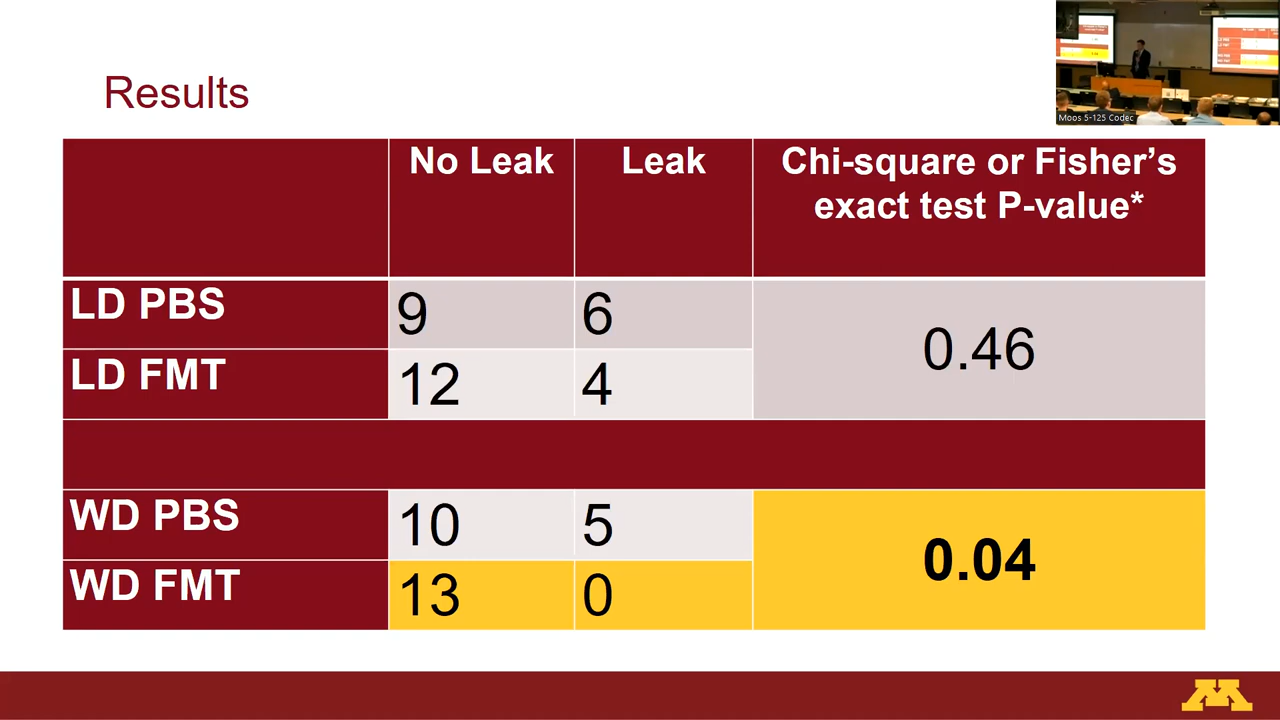 Moos 5-125 Codec
Results
No Leak Leak Chi-square or Fisher's
exact test P-value*
LD PBS 9 6
0.46
LD FMT 12 4
WD PBS 10 5
0.04
WD FMT 13 0
M